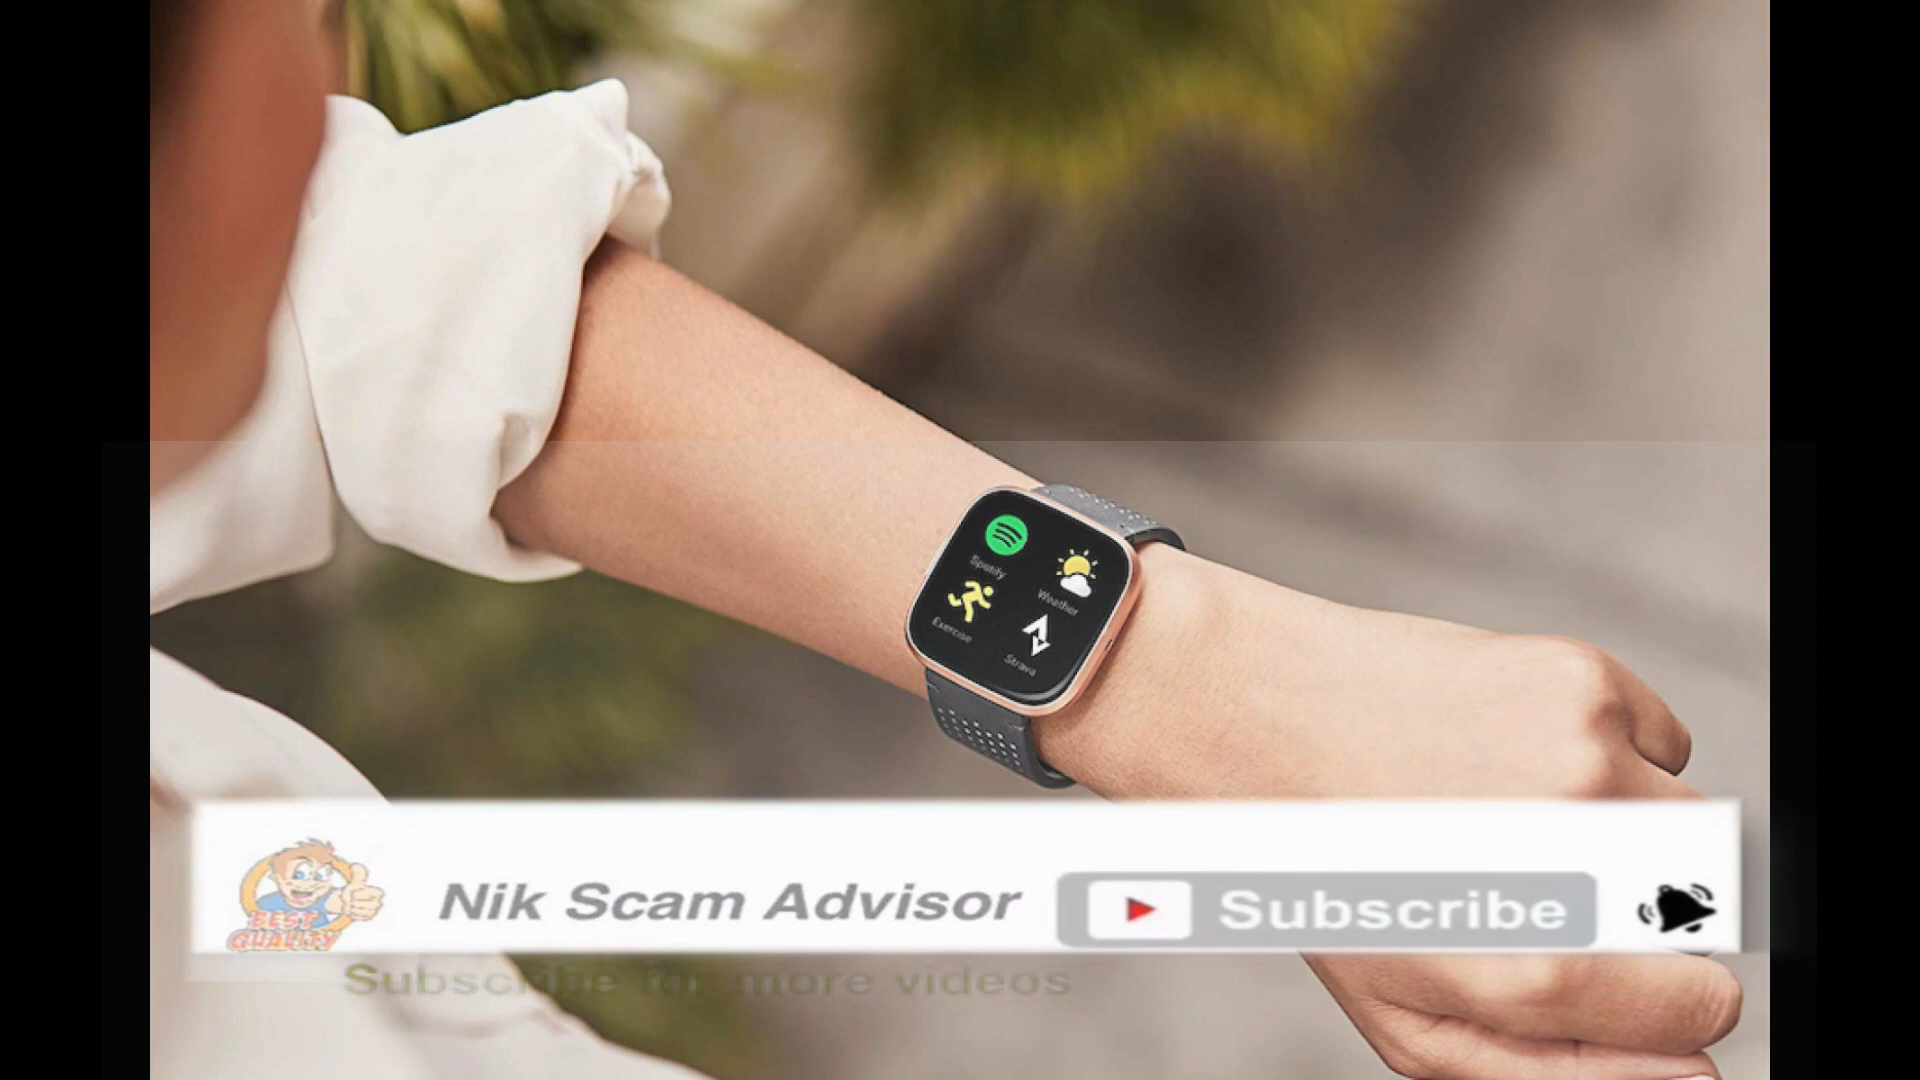 Spotify
Weather
Exercise
Strava
BEST
QUALITY
Nik Scam Advisor
Subscribe
Subscribe for more videos